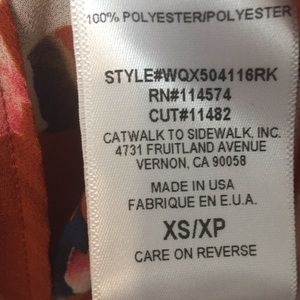 100% POLYESTER/POLYESTER
STYLE#WQX504116RK
RN#114574
CUT#11482
CATWALK TO SIDEWALK, INC.
4731 FRUITLAND AVENUE
VERNON, CA 90058
MADE IN USA
FABRIQUE EN E.U.A.
XS/XP
CARE ON REVERSE